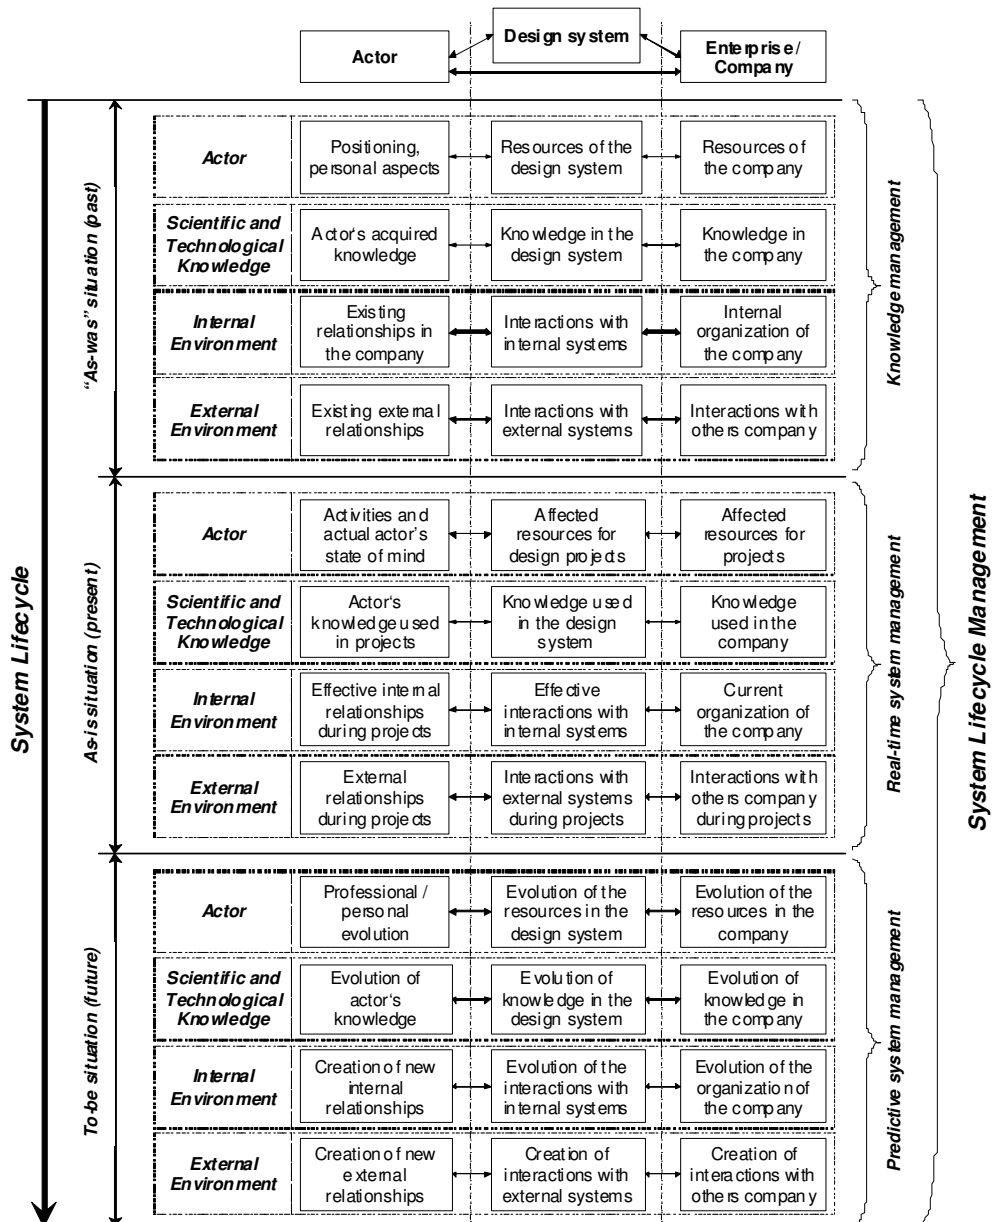 Actor
Design system
Enterprise /
Company
System Lifecycle
"As-was" situation (past)
Actor
Positioning,
personal aspects
Resources of the
design system
Resources of
the company
Scientific and
Technological
Knowledge
Actor's acquired
knowledge
Knowledge in the
design system
Knowledge in
the company
Internal
Environment
Existing
relationships in
the company
Interactions with
internal systems
Internal
organization of
the company
External
Environment
Existing external
relationships
Interactions with
external systems
Interactions with
others company
Knowledge management
As-is situation (present)
Actor
Activities and
actual actor's
state of mind
Affected
resources for
design projects
Affected
resources for
projects
Scientific and
Technological
Knowledge
Actor's
knowledge used
in projects
Knowledge used
in the design
system
Knowledge
used in the
company
Internal
Environment
Effective internal
relationships
during projects
Effective
interactions with
internal systems
Current
organization of
the company
External
Environment
External
relationships
during projects
Interactions with
external systems
during projects
Interactions with
others company
during projects
Real-time system management
To-be situation (future)
Actor
Professional /
personal
evolution
Evolution of the
resources in the
design system
Evolution of the
resources in the
company
Scientific and
Technological
Knowledge
Evolution of
actor's
knowledge
Evolution of
knowledge in the
design system
Evolution of
knowledge in
the company
Internal
Environment
Creation of new
internal
relationships
Evolution of the
interactions with
internal systems
Evolution of the
organization of
the company
External
Environment
Creation of new
external
relationships
Creation of
interactions with
external systems
Creation of
interactions with
others company
Predictive system management
System Lifecycle Management